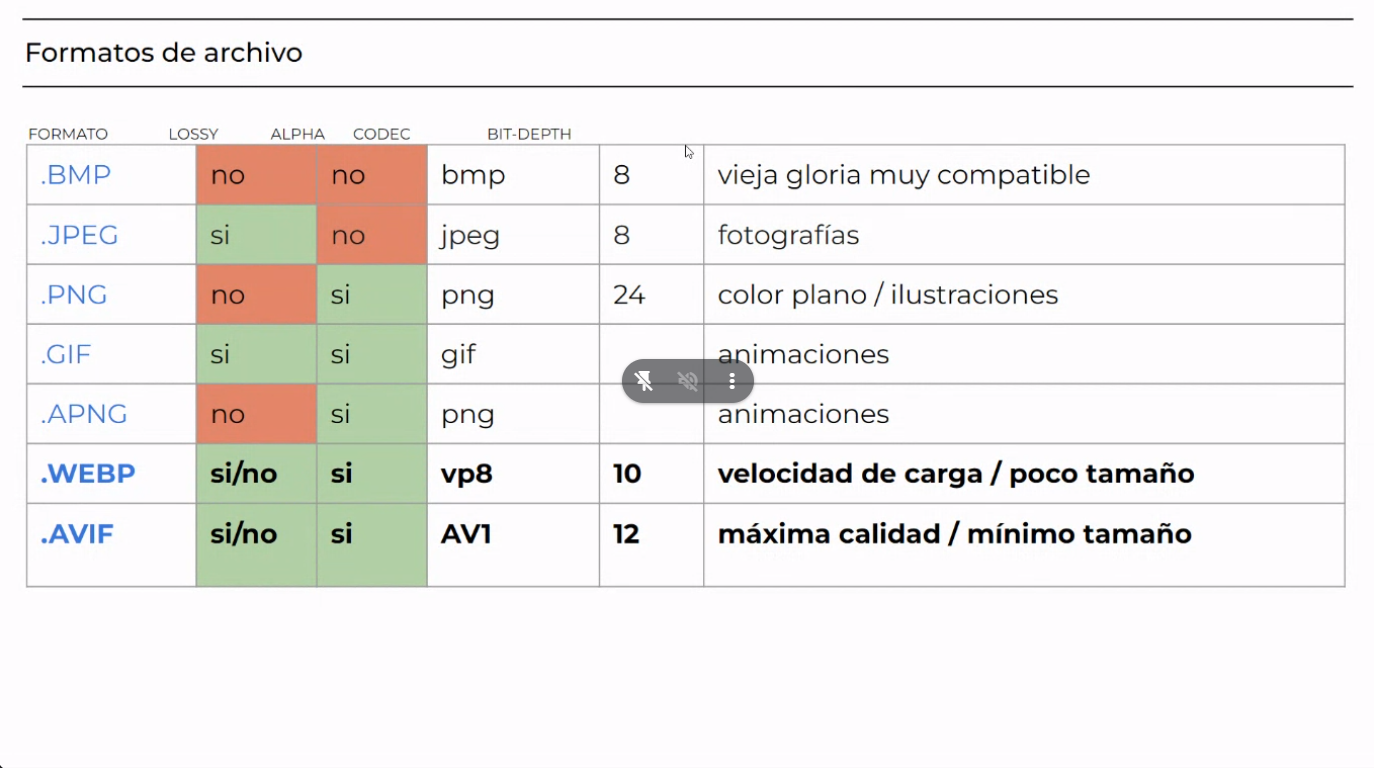 Formatos de archivo
FORMATO LOSSY ALPHA CODEC BIT-DEPTH
.BMP no no bmp 8 vieja gloria muy compatible
.JPEG si no jpeg 8 fotografías
.PNG no si png 24 color plano / ilustraciones
.GIF si si gif animaciones
.APNG no si png animaciones
.WEBP si/no si vp8 10 velocidad de carga / poco tamaño
.AVIF si/no si AV1 12 máxima calidad / mínimo tamaño